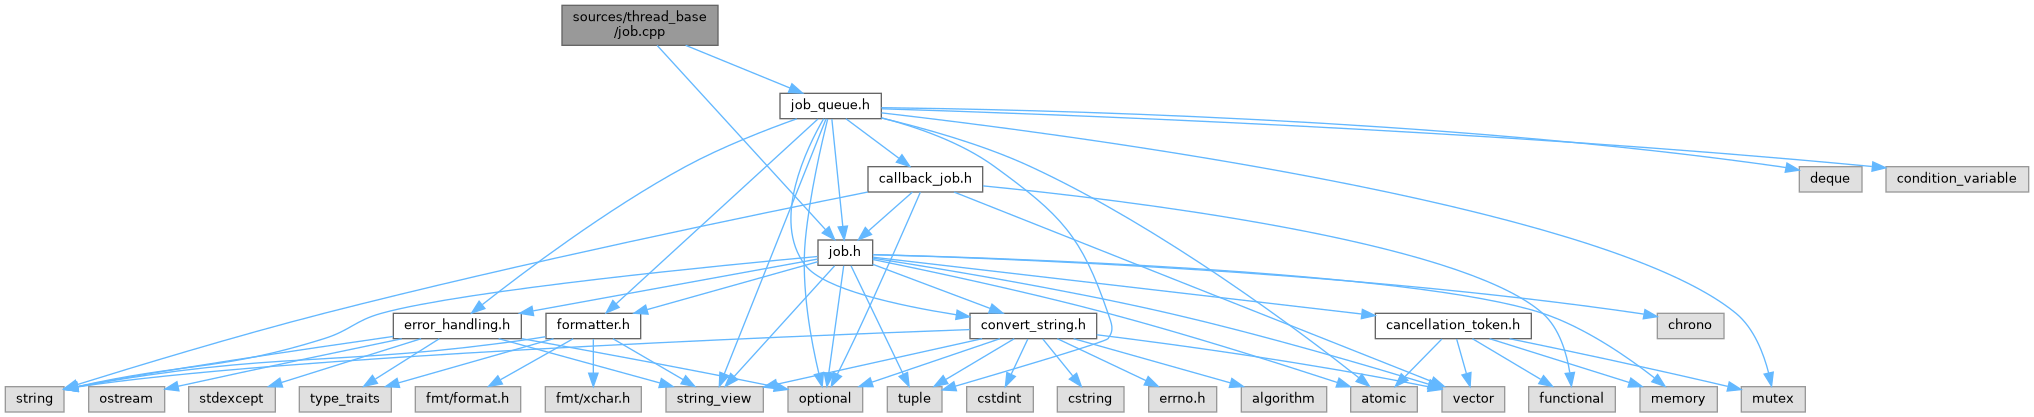 sources/thread_base
/job.cpp
job_queue.h
callback_job.h
deque
condition_variable
job.h
error_handling.h
formatter.h
convert_string.h
cancellation_token.h
chrono
string
ostream
stdexcept
type_traits
fmt/format.h
fmt/xchar.h
string_view
optional
tuple
cstdint
cstring
errno.h
algorithm
atomic
vector
functional
memory
mutex